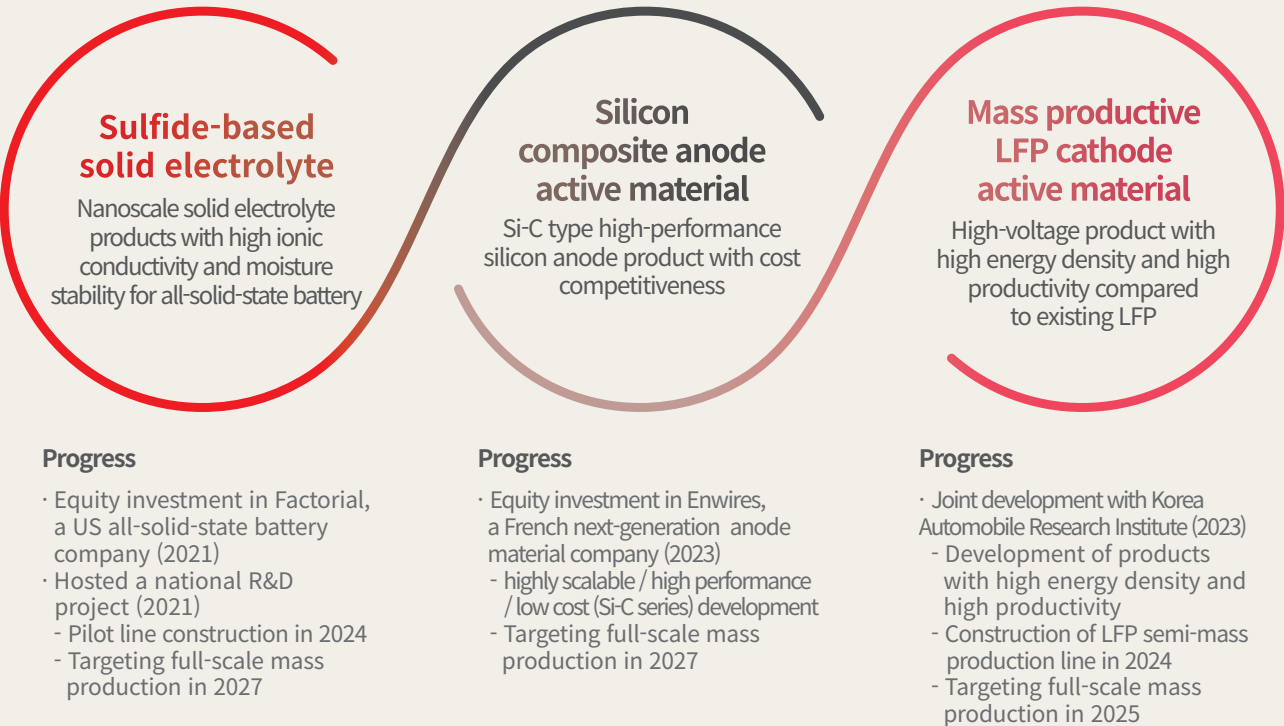 Sulfide-based
solid electrolyte
Nanoscale solid electrolyte
products with high ionic
conductivity and moisture
stability for all-solid-state battery
Silicon
composite anode
active material
Si-C type high-performance
silicon anode product with cost
competitiveness
Mass productive
LFP cathode
active material
High-voltage product with
high energy density and high
productivity compared
to existing LFP
Progress
· Equity investment in Factorial,
a US all-solid-state battery
company (2021)
· Hosted a national R&D
project (2021)
- Pilot line construction in 2024
- Targeting full-scale mass
production in 2027
Progress
· Equity investment in Enwires,
a French next-generation anode
material company (2023)
- highly scalable / high performance
/ low cost (Si-C series) development
- Targeting full-scale mass
production in 2027
Progress
· Joint development with Korea
Automobile Research Institute (2023)
- Development of products
with high energy density and
high productivity
- Construction of LFP semi-mass
production line in 2024
- Targeting full-scale mass
production in 2025